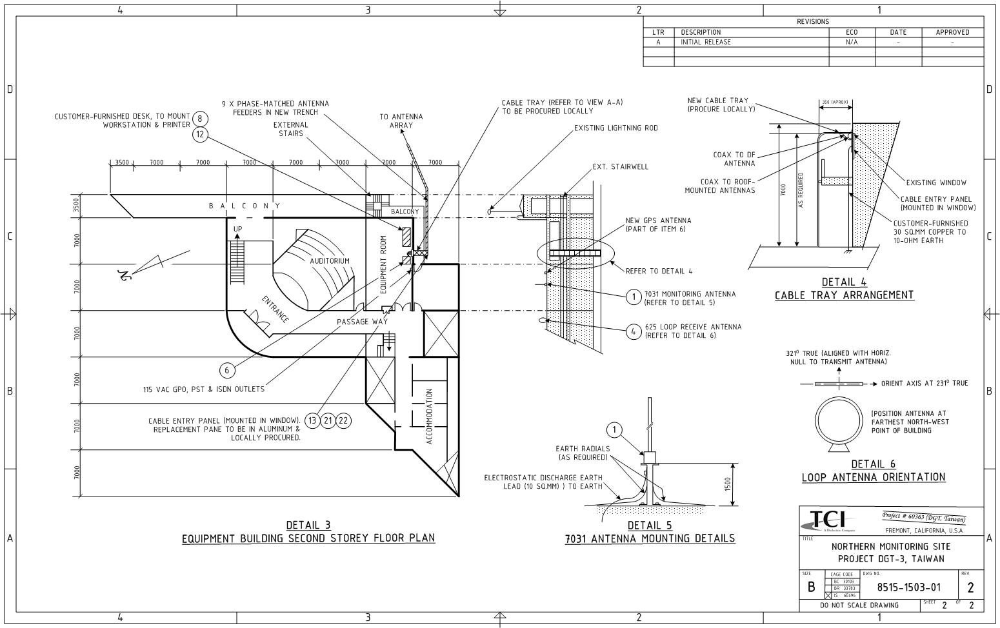 4
3
2
1
REVISIONS
LTR DESCRIPTION ECO DATE APPROVED
A INITIAL RELEASE N/A - -
D
D
C
C
B
B
A
A
CUSTOMER-FURNISHED DESK, TO MOUNT
WORKSTATION & PRINTER
8
12
9 X PHASE-MATCHED ANTENNA
FEEDERS IN NEW TRENCH
EXTERNAL
STAIRS
TO ANTENNA
ARRAY
CABLE TRAY (REFER TO VIEW A-A)
TO BE PROCURED LOCALLY
EXISTING LIGHTNING ROD
EXT. STAIRWELL
3500 7000 7000 7000 7000 7000 7000 7000
3500
7000
7000
7000
7000
7000
7000
BALCONY
BALCONY
UP
AUDITORIUM
EQUIPMENT ROOM
ENTRANCE
PASSAGE WAY
ACCOMMODATION
N
6
115 VAC GPO, PST & ISDN OUTLETS
CABLE ENTRY PANEL (MOUNTED IN WINDOW).
REPLACEMENT PANE TO BE IN ALUMINUM &
LOCALLY PROCURED.
13 21 22
DETAIL 3
EQUIPMENT BUILDING SECOND STOREY FLOOR PLAN
NEW GPS ANTENNA
(PART OF ITEM 6)
REFER TO DETAIL 4
1
7031 MONITORING ANTENNA
(REFER TO DETAIL 5)
4
625 LOOP RECEIVE ANTENNA
(REFER TO DETAIL 6)
NEW CABLE TRAY
(PROCURE LOCALLY)
350 (APROX)
COAX TO DF
ANTENNA
COAX TO ROOF-
MOUNTED ANTENNAS
7000
AS REQUIRED
EXISTING WINDOW
CABLE ENTRY PANEL
(MOUNTED IN WINDOW)
CUSTOMER-FURNISHED
30 SQ.MM COPPER TO
10-OHM EARTH
DETAIL 4
CABLE TRAY ARRANGEMENT
1
EARTH RADIALS
(AS REQUIRED)
ELECTROSTATIC DISCHARGE EARTH
LEAD (10 SQ.MM) ) TO EARTH
1500
DETAIL 5
7031 ANTENNA MOUNTING DETAILS
321⁰ TRUE (ALIGNED WITH HORIZ.
NULL TO TRANSMIT ANTENNA)
ORIENT AXIS AT 231⁰ TRUE
[POSITION ANTENNA AT
FARTHEST NORTH-WEST
POINT OF BUILDING
DETAIL 6
LOOP ANTENNA ORIENTATION
TCI
A Dielectric Company
Project # 60363 (DGT, Taiwan)
FREMONT, CALIFORNIA, U.S.A
TITLE
NORTHERN MONITORING SITE
PROJECT DGT-3, TAIWAN
SIZE CAGE CODE DWG NO. REV
B
BC 30103
BR 33783
IS 6E696
8515-1503-01
2
DO NOT SCALE DRAWING
SHEET 2 OF 2
4
3
2
1